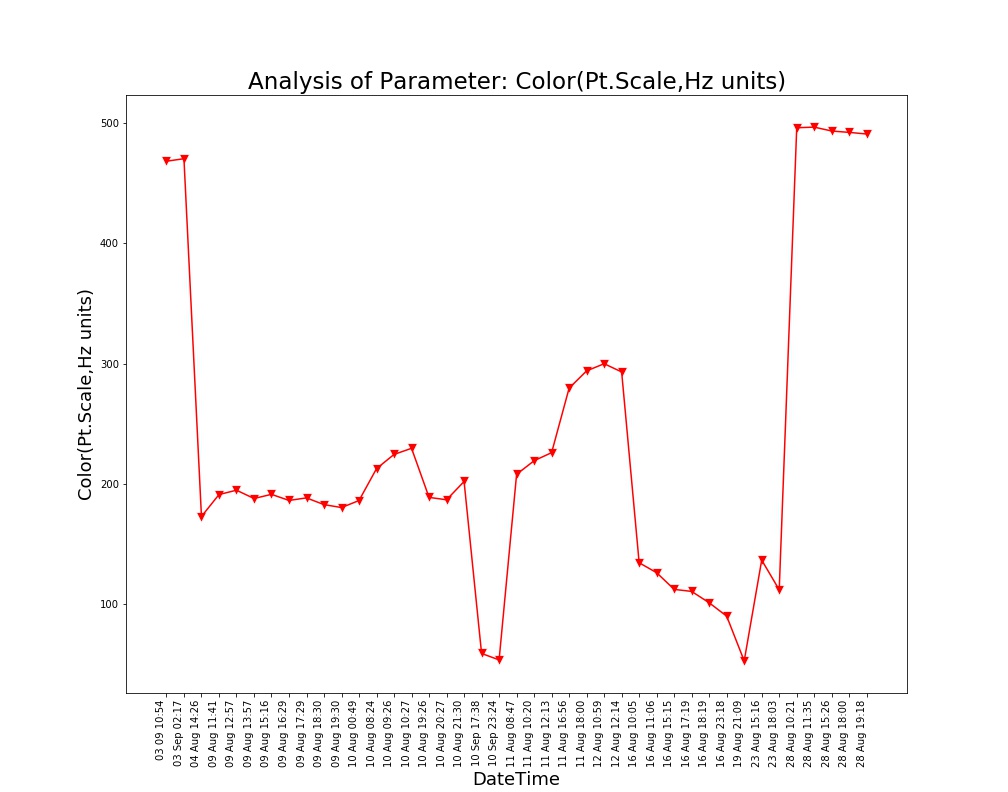 Analysis of Parameter: Color(Pt.Scale,Hz units)
Color(Pt.Scale,Hz units)
500
400
300
200
100
03 09 10:54
03 Sep 02:17
04 Aug 14:26
09 Aug 11:41
09 Aug 12:57
09 Aug 13:57
09 Aug 15:16
09 Aug 16:29
09 Aug 17:29
09 Aug 18:30
09 Aug 19:30
10 Aug 00:49
10 Aug 08:24
10 Aug 09:26
10 Aug 10:27
10 Aug 19:26
10 Aug 20:27
10 Aug 21:30
10 Sep 17:38
10 Sep 23:24
11 Aug 08:47
11 Aug 10:20
11 Aug 12:13
11 Aug 16:56
11 Aug 18:00
12 Aug 10:59
12 Aug 12:14
16 Aug 10:05
16 Aug 11:06
16 Aug 15:15
16 Aug 17:19
16 Aug 18:19
16 Aug 23:18
19 Aug 21:09
23 Aug 15:16
23 Aug 18:03
28 Aug 10:21
28 Aug 11:35
28 Aug 15:26
28 Aug 18:00
28 Aug 19:18
DateTime